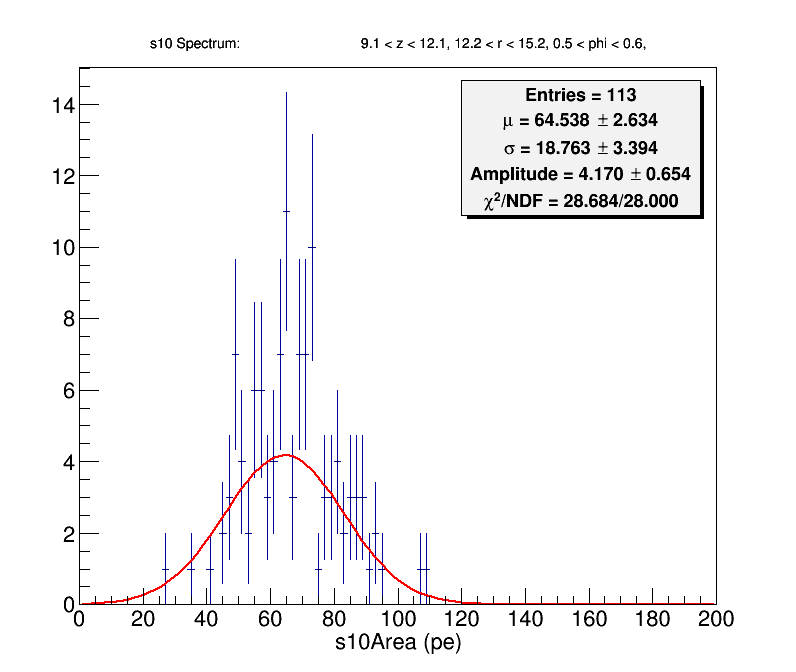 s10 Spectrum: 9.1 < z < 12.1, 12.2 < r < 15.2, 0.5 < phi < 0.6,
Entries = 113
μ = 64.538 ± 2.634
σ = 18.763 ± 3.394
Amplitude = 4.170 ± 0.654
χ²/NDF = 28.684/28.000
14
12
10
8
6
4
2
0
0 20 40 60 80 100 120 140 160 180 200
s10Area (pe)